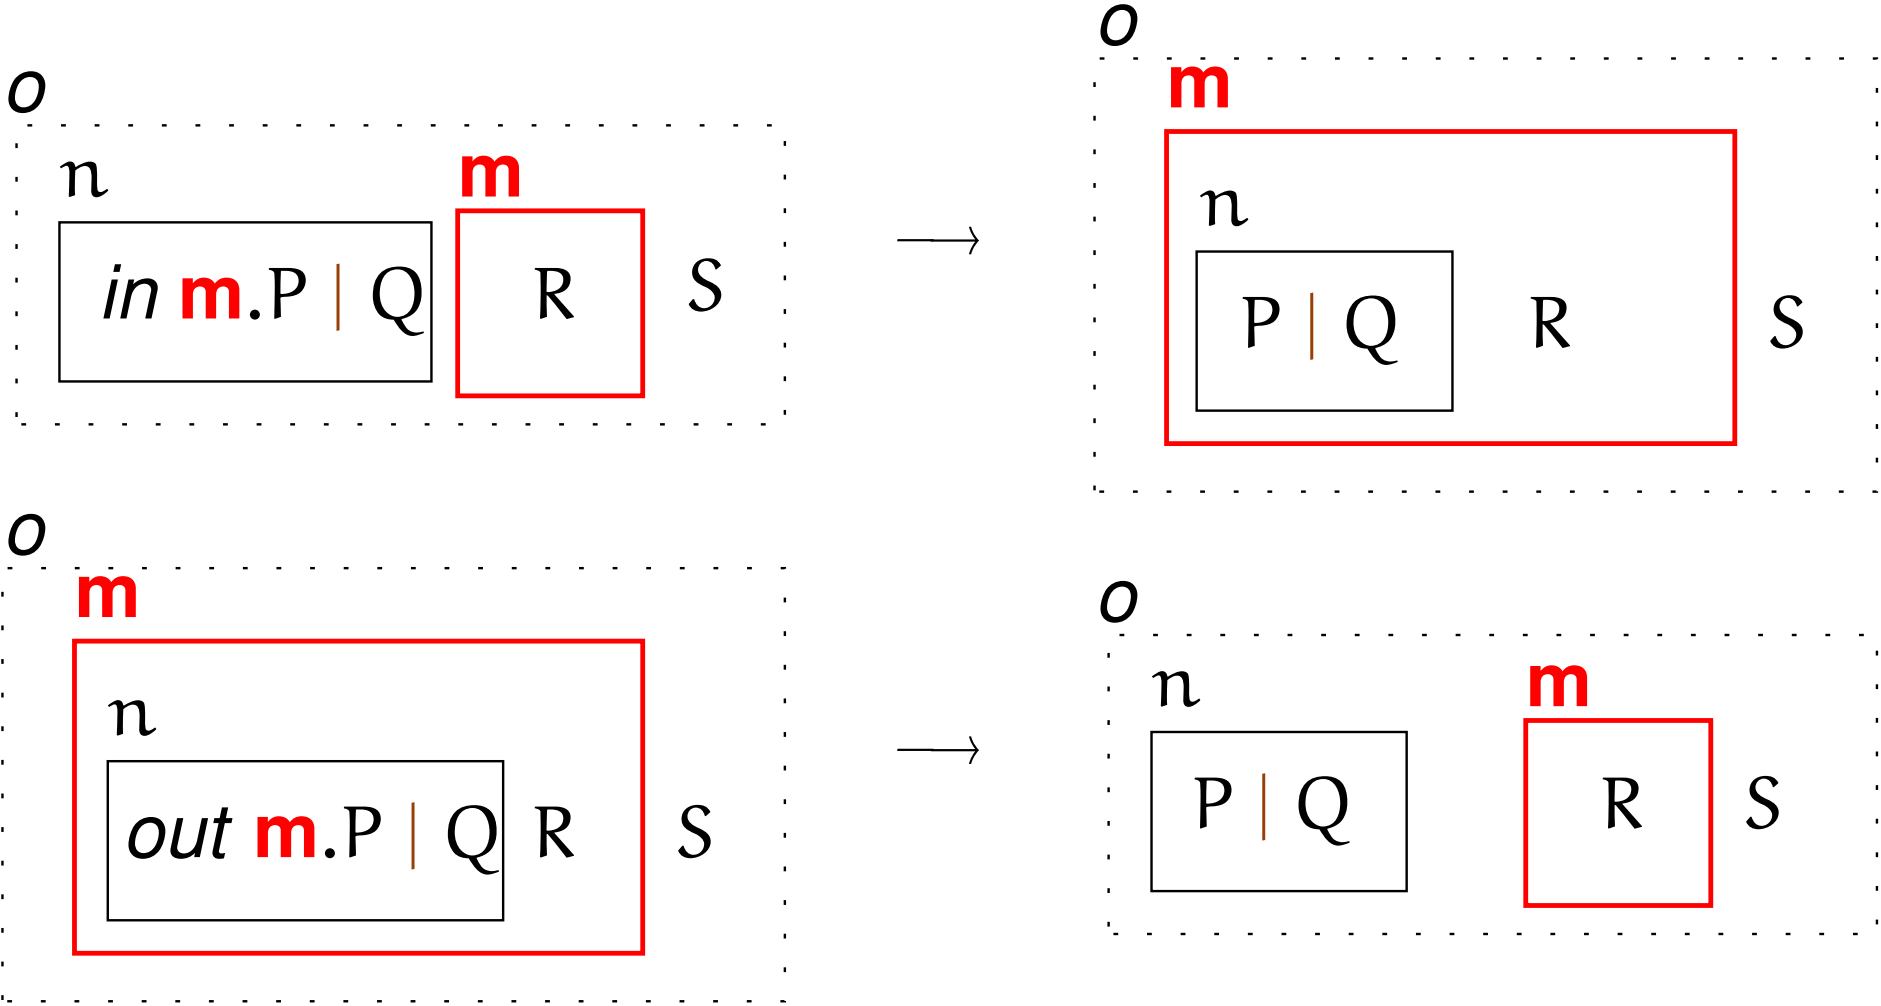 o
m
n
P | Q R S
o
n m
in m.P | Q R S
⟶
o
m
n
out m.P | Q R S
⟶
o
n m
P | Q R S